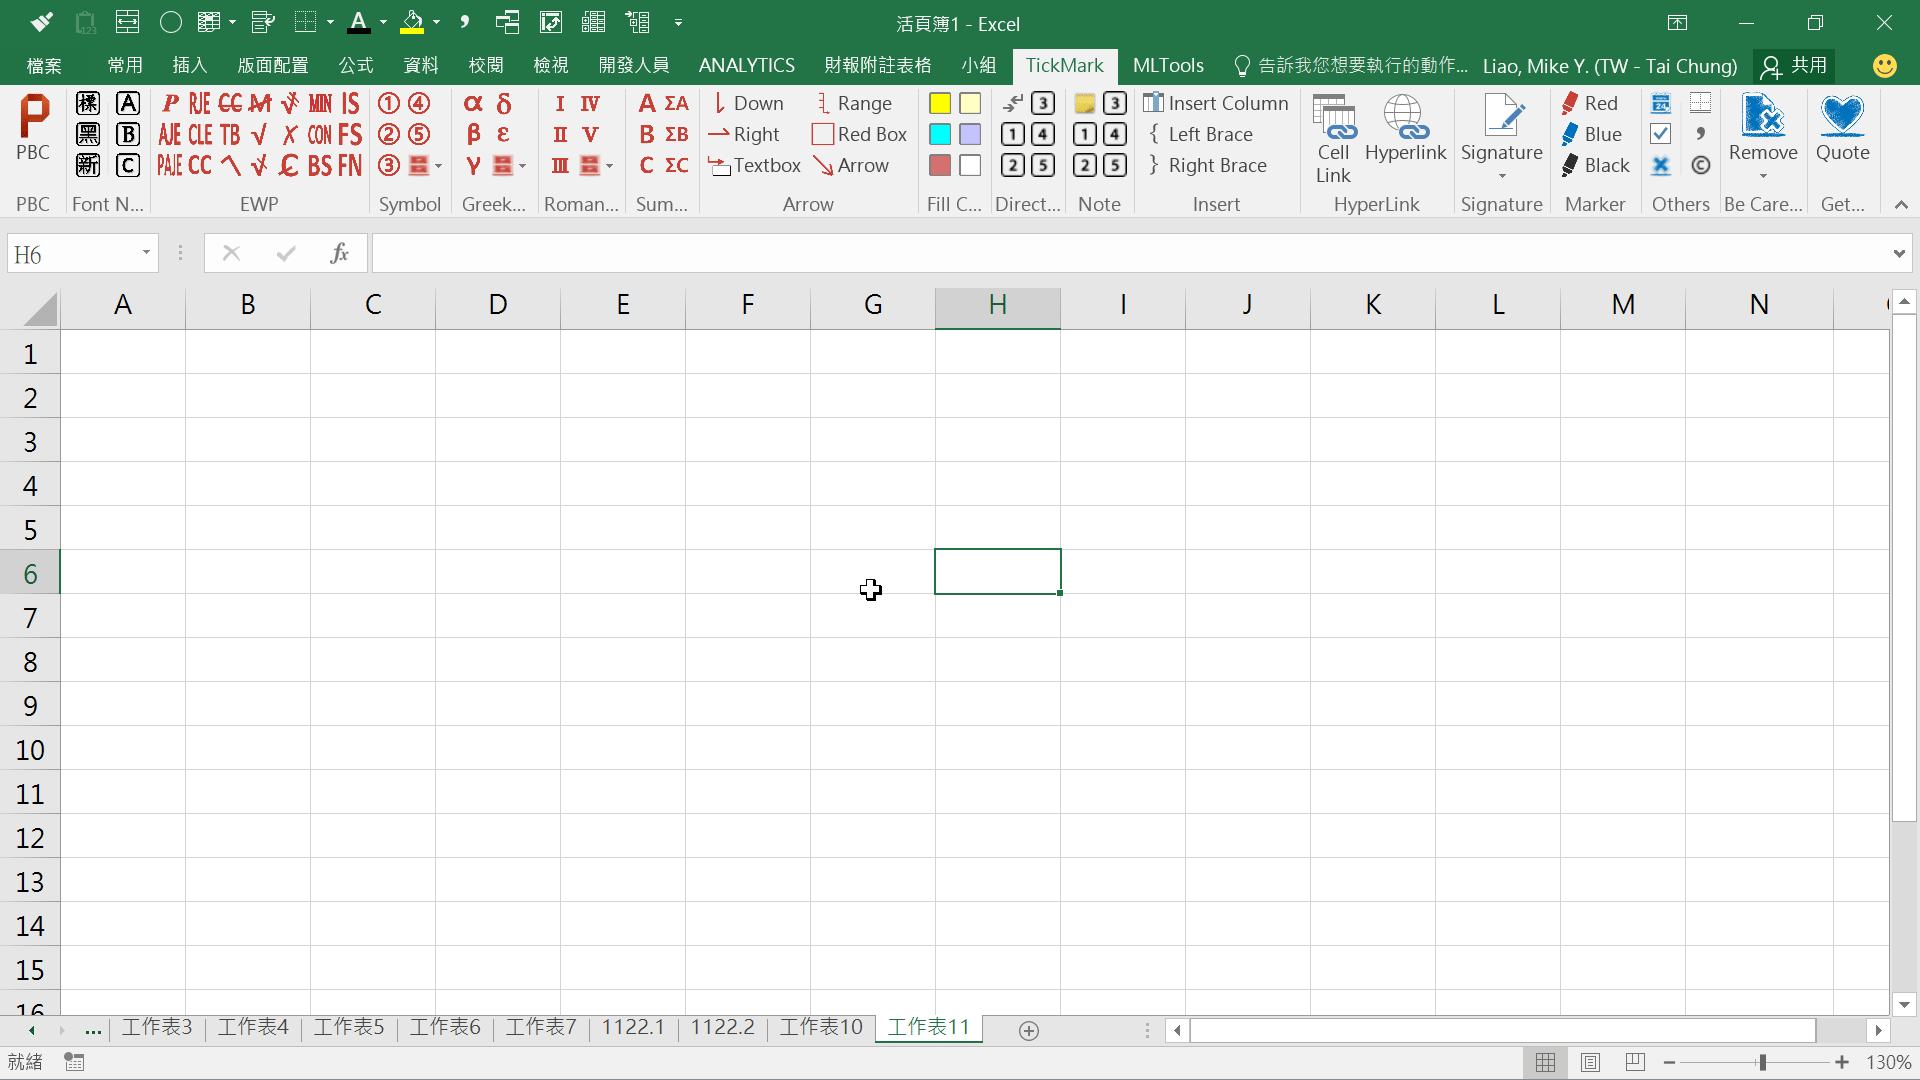 活頁簿1 - Excel
檔案 常用 插入 版面配置 公式 資料 校閱 檢視 開發人員 ANALYTICS 財報附註表格 小組 TickMark MLTools 告訴我您想要執行的動作... Liao, Mike Y. (TW - Tai Chung) 共用
標 A P RJE CC M MIN IS ① ④ α δ I IV A ΣA Down Range 3 3 Insert Column Red
PBC 黑 B AJE CLE TB √ X CON FS ② ⑤ β ε II V B ΣB Right Red Box 1 4 1 4 { Left Brace Cell Hyperlink Signature Blue Remove Quote
新 C PAJE CC BS FN ③ γ III C ΣC Textbox Arrow 2 5 2 5 } Right Brace Link Black ©
PBC Font N... EWP Symbol Greek... Roman... Sum... Arrow Fill C... Direct... Note Insert HyperLink Signature Marker Others Be Care... Get...
H6 fx
A B C D E F G H I J K L M N
1
2
3
4
5
6
7
8
9
10
11
12
13
14
15
16
... 工作表3 工作表4 工作表5 工作表6 工作表7 1122.1 1122.2 工作表10 工作表11
就緒 130%